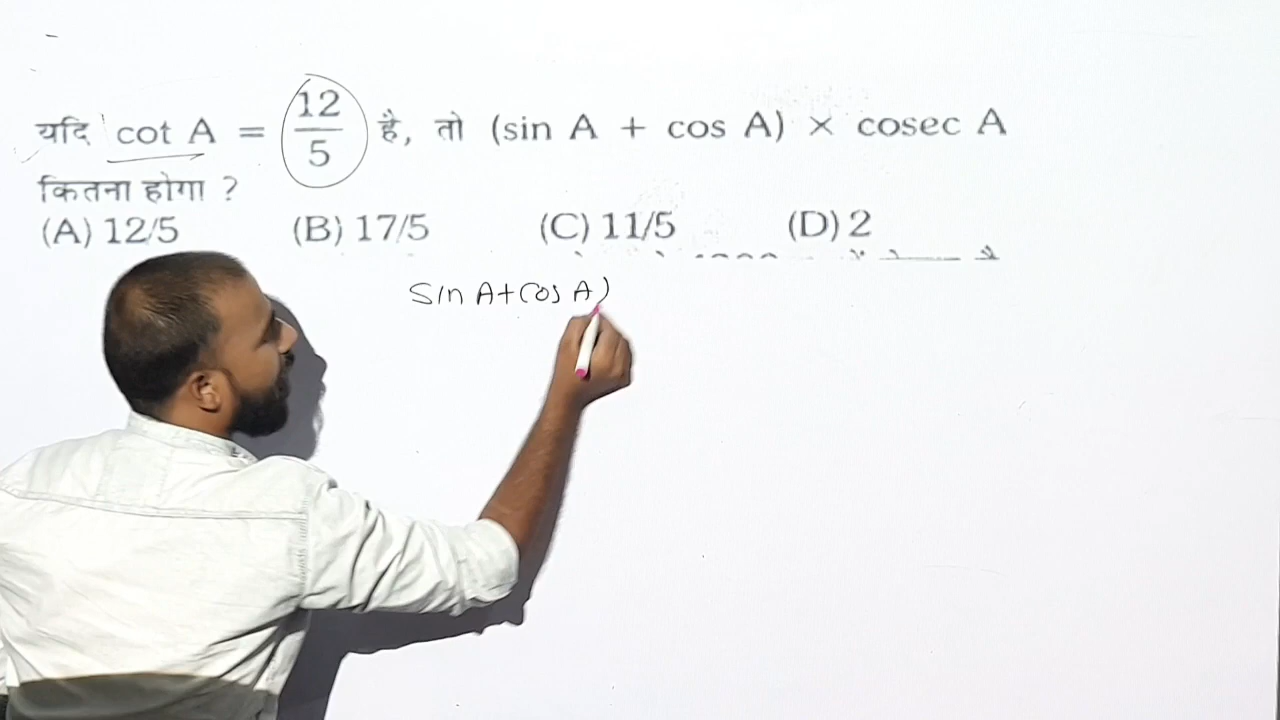 यदि cot A = 12/5 है, तो (sin A + cos A) × cosec A
कितना होगा ?
(A) 12/5 (B) 17/5 (C) 11/5 (D) 2
Sin A+Cos A)